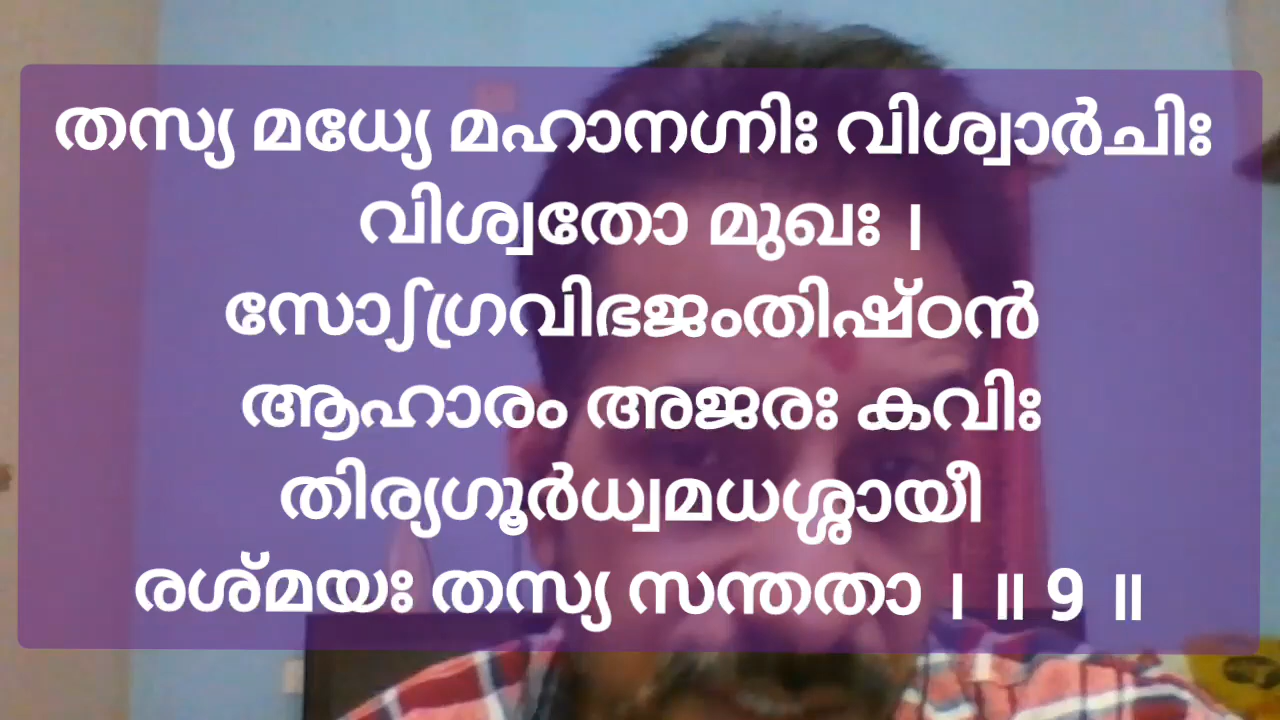 തസ്യ മധ്യേ മഹാനഗ്നിഃ വിശ്വാർചിഃ
വിശ്വതോ മുഖഃ ।
സോഽഗ്രവിഭജംതിഷ്ഠൻ
ആഹാരം അജരഃ കവിഃ
തിര്യഗൂർധ്വമധശ്ശായീ
രശ്മയഃ തസ്യ സന്തതാ । ॥ 9 ॥